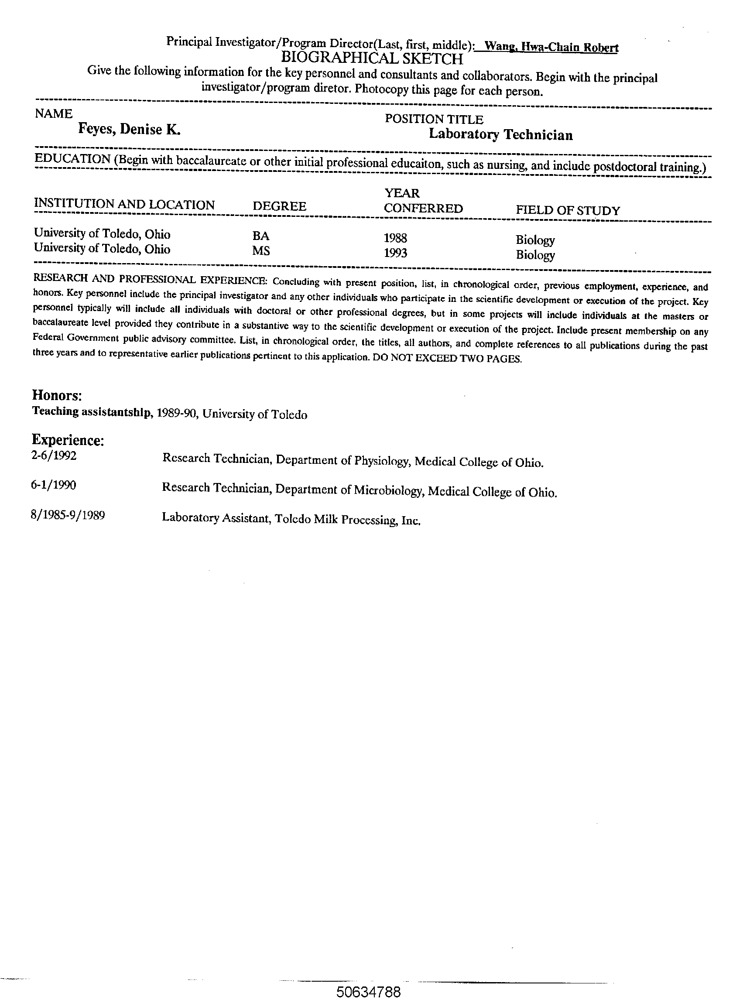 Principal Investigator/Program Director(Last, first, middle): Wang, Hwa-Chain Robert
BIOGRAPHICAL SKETCH
Give the following information for the key personnel and consultants and collaborators. Begin with the principal
investigator/program diretor. Photocopy this page for each person.
NAME POSITION TITLE
Feyes, Denise K. Laboratory Technician
EDUCATION (Begin with baccalaureate or other initial professional educaiton, such as nursing, and include postdoctoral training.)
YEAR
INSTITUTION AND LOCATION DEGREE CONFERRED FIELD OF STUDY
University of Toledo, Ohio BA 1988 Biology
University of Toledo, Ohio MS 1993 Biology
RESEARCH AND PROFESSIONAL EXPERIENCE: Concluding with present position, list, in chronological order, previous employment, experience, and
honors. Key personnel include the principal investigator and any other individuals who participate in the scientific development or execution of the project. Key
personnel typically will include all individuals with doctoral or other professional degrees, but in some projects will include individuals at the masters or
baccalaureate level provided they contribute in a substantive way to the scientific development or execution of the project. Include present membership on any
Federal Government public advisory committee. List, in chronological order, the titles, all authors, and complete references to all publications during the past
three years and to representative earlier publications pertinent to this application. DO NOT EXCEED TWO PAGES.
Honors:
Teaching assistantship, 1989-90, University of Toledo
Experience:
2-6/1992 Research Technician, Department of Physiology, Medical College of Ohio.
6-1/1990 Research Technician, Department of Microbiology, Medical College of Ohio.
8/1985-9/1989 Laboratory Assistant, Toledo Milk Processing, Inc.
50634788